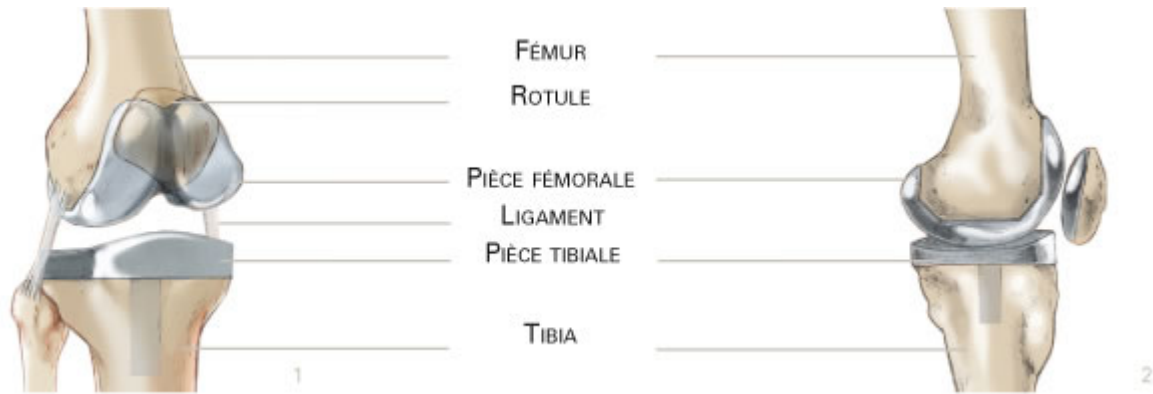 FÉMUR
ROTULE
PIÈCE FÉMORALE
LIGAMENT
PIÈCE TIBIALE
TIBIA
1
2